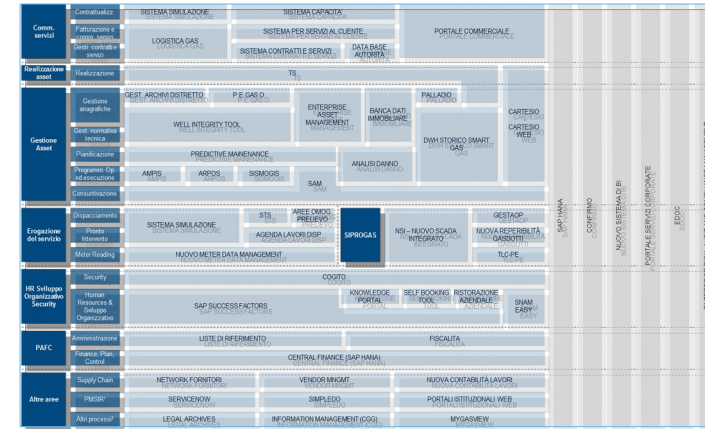 Comm. servizi
Contrattualizz.
SISTEMA SIMULAZIONE
SISTEMA CAPACITA'
Fatturazione e comm. servizi
LOGISTICA GAS
SISTEMA PER SERVIZI AL CLIENTE
PORTALE COMMERCIALE
Gesti. contratti e servizi
SISTEMA CONTRATTI E SERVIZI
DATA BASE AUTORITA
Realizzazione asset
Realizzazione
TS
Gestione Asset
Gestione anagrafiche
GEST. ARCHIVI DISTRETTO
P.E. GAS O.
ENTERPRISE ASSET MANAGEMENT
BANCA DATI IMMOBILIARE
PALLADIO
CARTESIO
CARTESIO WEB
Gest. normativa tecnica
WELL INTEGRITY TOOL
DWH STORICO SMART GAS
Pianificazione
PREDICTIVE MAINENANCE
ANALISI DANNO
Programm. Op. ed esecuzione
AMPIS
ARPOS
SISMOGIS
SAM
Consuntivazione
SAP HANA
CONFIRMO
NUOVO SISTEMA DI BI
PORTALE SERVIZI CORPORATE
EDOC
Erogazione del servizio
Dispacciamento
SISTEMA SIMULAZIONE
STS
AREE OMOG PRELIEVO
SIPROGAS
NSI – NUOVO SCADA INTEGRATO
GESTAOP
Pronto Intervento
AGENDA LAVORI DISP
NUOVA REPERIBILITÀ GASDOTTI
Meter Reading
NUOVO METER DATA MANAGEMENT
TLC-PE
HR Sviluppo Organizzativo Security
Security
COGITO
Human Resources & Sviluppo Organizzativo
SAP SUCCESS FACTORS
KNOWLEDGE PORTAL
SELF BOOKING TOOL
RISTORAZIONE AZIENDALE
SNAM EASY
PAFC
Amministrazione
LISTE DI RIFERIMENTO
FISCALITA
Finance, Plan, Control
CENTRAL FINANCE (SAP HANA)
Altre aree
Supply Chain
NETWORK FORNITORI
VENDOR MNGMT
NUOVA CONTABILITÀ LAVORI
PMSIR
SERVICENOW
SIMPLEDO
PORTALI ISTITUZIONALI WEB
Altri processi
LEGAL ARCHIVES
INFORMATION MANAGEMENT (CGG)
MYGASVIEW